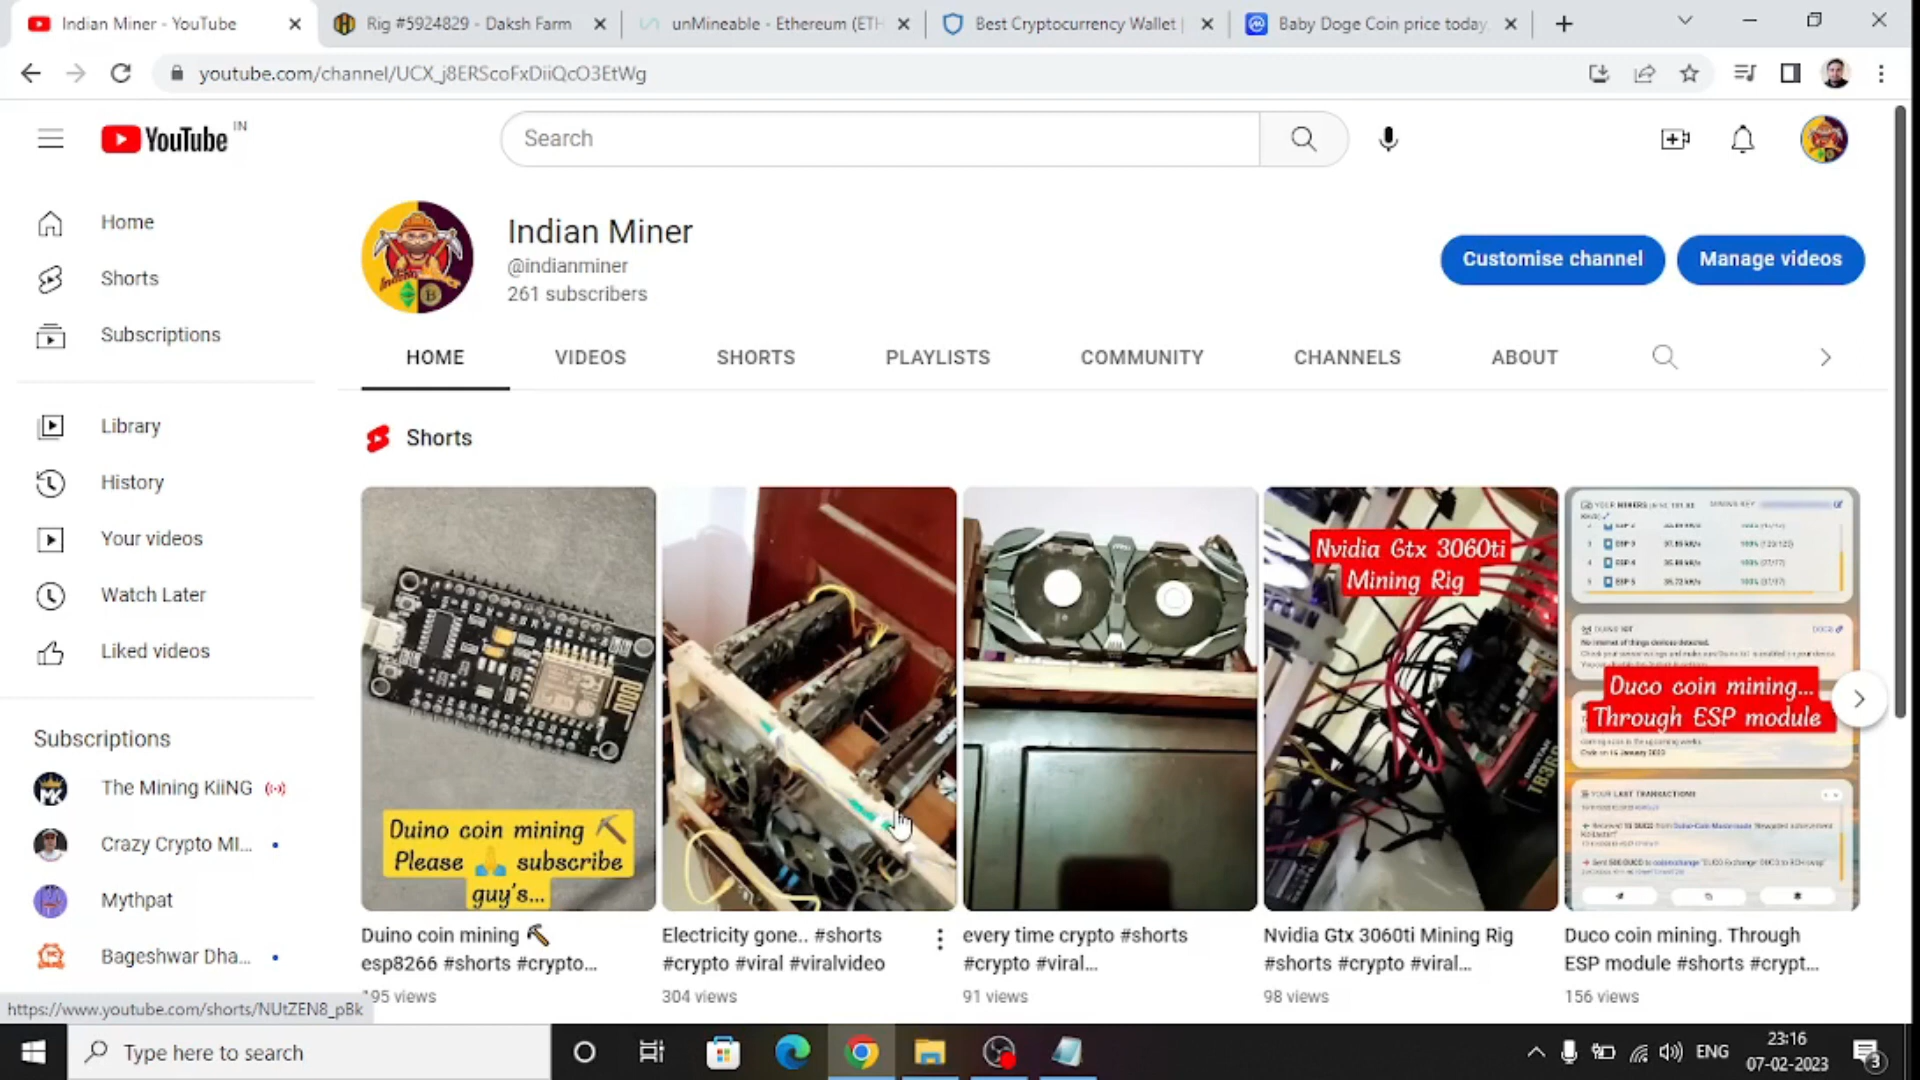 Indian Miner - YouTube
Rig #5924829 - Daksh Farm
unMineable - Ethereum (ETH
Best Cryptocurrency Wallet |
Baby Doge Coin price today,
youtube.com/channel/UCX_j8ERScoFxDiiQcO3EtWg
YouTube IN
Search
Home
Shorts
Subscriptions
Library
History
Your videos
Watch Later
Liked videos
Subscriptions
The Mining KiiNG
Crazy Crypto MI...
Mythpat
Bageshwar Dha...
Indian Miner
@indianminer
261 subscribers
Customise channel
Manage videos
HOME
VIDEOS
SHORTS
PLAYLISTS
COMMUNITY
CHANNELS
ABOUT
Shorts
Duino coin mining ⛏️
Please 🙏 subscribe
guy's...
Nvidia Gtx 3060ti
Mining Rig
Duco coin mining...
Through ESP module
Duino coin mining 🔨
esp8266 #shorts #crypto...
195 views
Electricity gone.. #shorts
#crypto #viral #viralvideo
304 views
every time crypto #shorts
#crypto #viral...
91 views
Nvidia Gtx 3060ti Mining Rig
#shorts #crypto #viral...
98 views
Duco coin mining. Through
ESP module #shorts #crypt...
156 views
https://www.youtube.com/shorts/NUtZEN8_pBk
Type here to search
ENG
23:16
07-02-2023
3